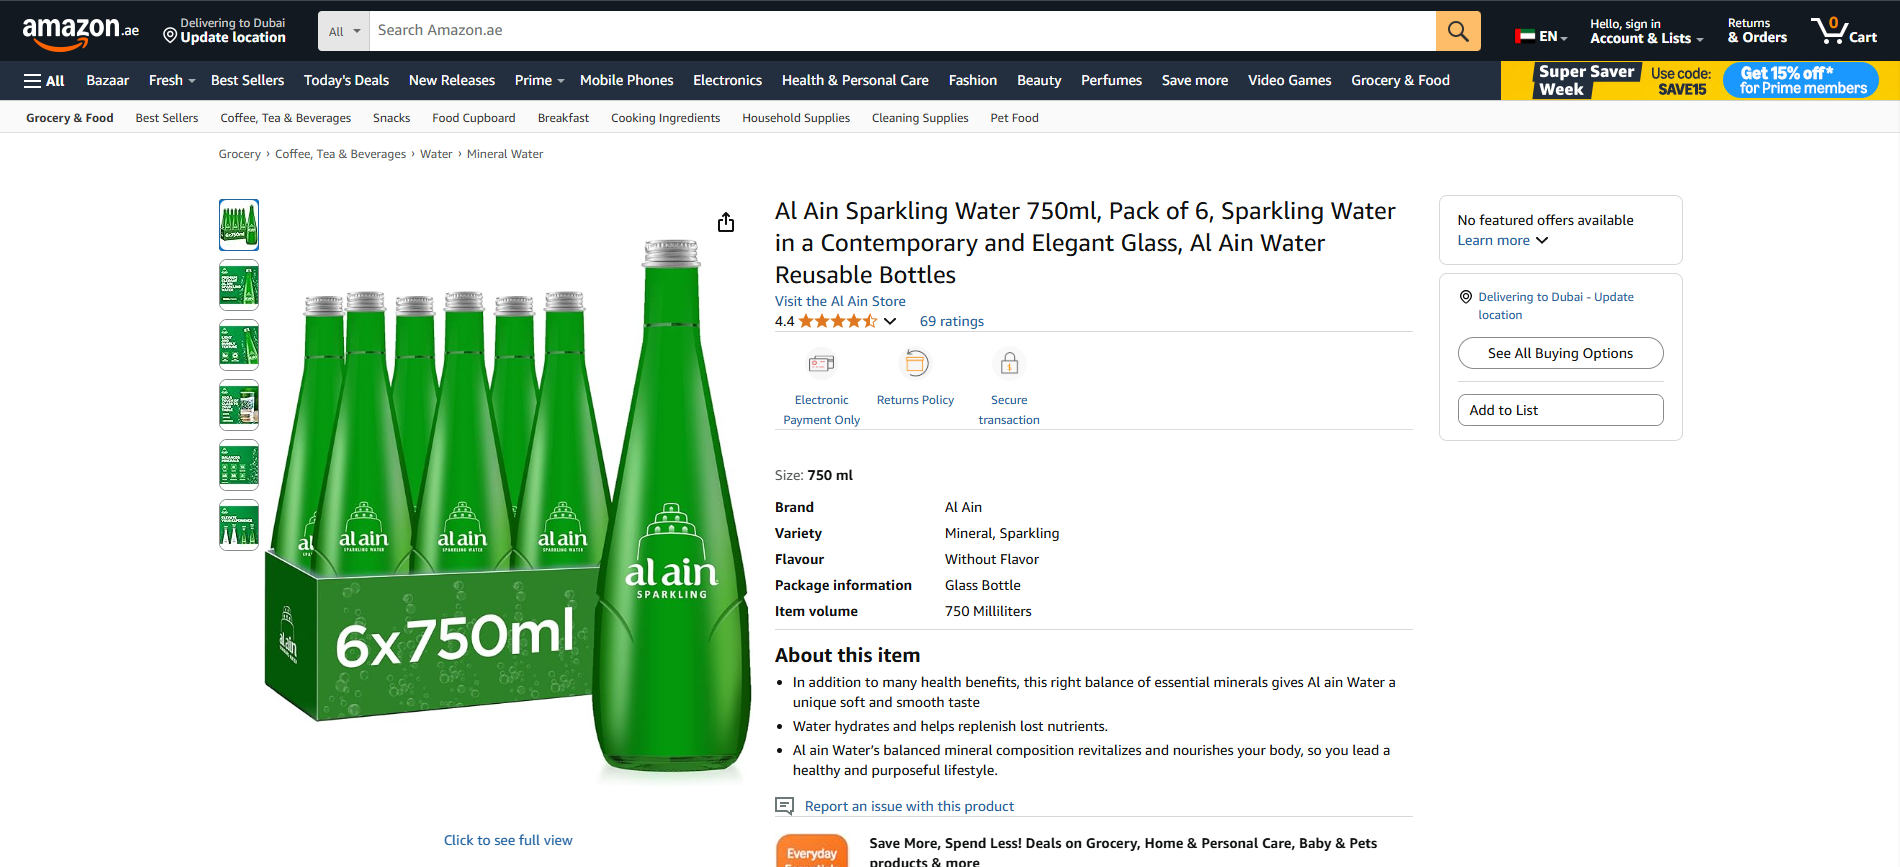 amazon.ae
Delivering to Dubai
Update location
All
Search Amazon.ae
EN
Hello, sign in
Account & Lists
Returns
& Orders
0
Cart
All
Bazaar
Fresh
Best Sellers
Today's Deals
New Releases
Prime
Mobile Phones
Electronics
Health & Personal Care
Fashion
Beauty
Perfumes
Save more
Video Games
Grocery & Food
Super Saver
Week
Use code:
SAVE15
Get 15% off*
for Prime members
Grocery & Food
Best Sellers
Coffee, Tea & Beverages
Snacks
Food Cupboard
Breakfast
Cooking Ingredients
Household Supplies
Cleaning Supplies
Pet Food
Grocery › Coffee, Tea & Beverages › Water › Mineral Water
al ain
SPARKLING WATER
al ain
SPARKLING WATER
al ain
SPARKLING WATER
al ain
SPARKLING
6x750ml
al ain
Click to see full view
Al Ain Sparkling Water 750ml, Pack of 6, Sparkling Water
in a Contemporary and Elegant Glass, Al Ain Water
Reusable Bottles
Visit the Al Ain Store
4.4
69 ratings
Electronic
Payment Only
Returns Policy
Secure
transaction
Size: 750 ml
Brand Al Ain
Variety Mineral, Sparkling
Flavour Without Flavor
Package information Glass Bottle
Item volume 750 Milliliters
About this item
• In addition to many health benefits, this right balance of essential minerals gives Al ain Water a
unique soft and smooth taste
• Water hydrates and helps replenish lost nutrients.
• Al ain Water’s balanced mineral composition revitalizes and nourishes your body, so you lead a
healthy and purposeful lifestyle.
Report an issue with this product
Everyday
Save More, Spend Less! Deals on Grocery, Home & Personal Care, Baby & Pets
products & more
No featured offers available
Learn more
Delivering to Dubai - Update
location
See All Buying Options
Add to List